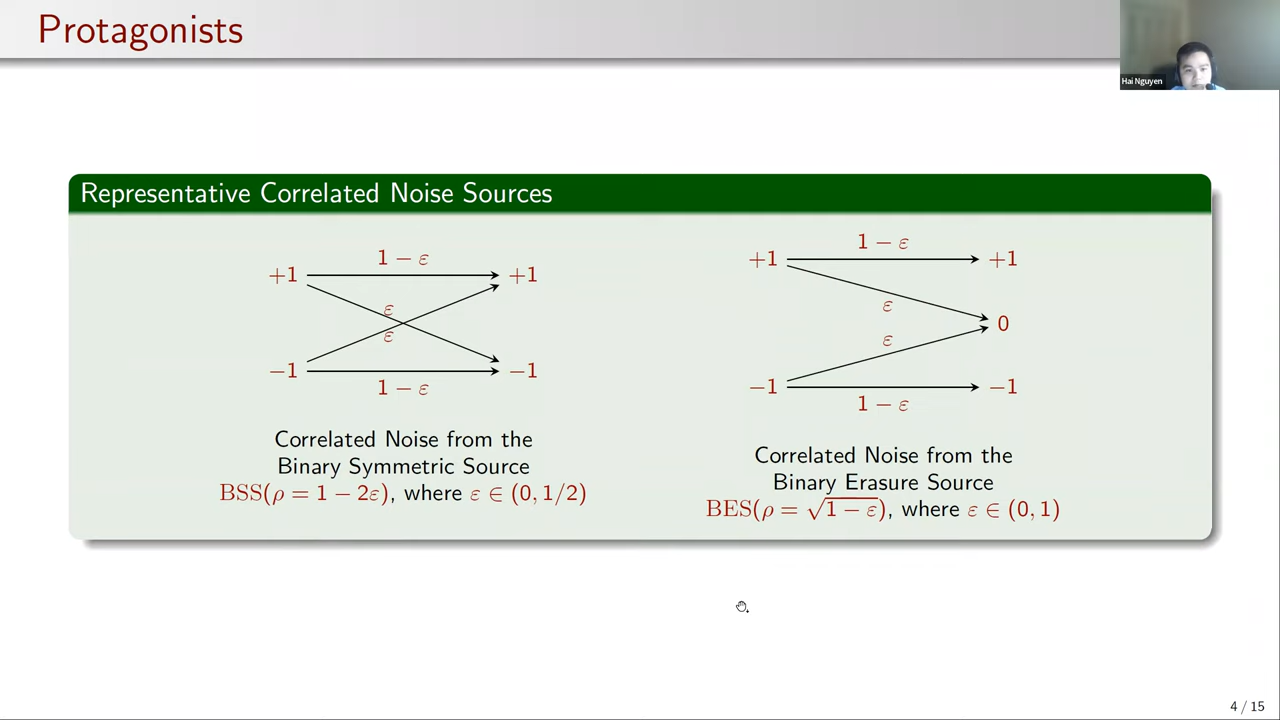 Protagonists
Hai Nguyen
Representative Correlated Noise Sources
1 − ε
+1
+1
ε
ε
−1
−1
1 − ε
Correlated Noise from the
Binary Symmetric Source
BSS(ρ = 1 − 2ε), where ε ∈ (0, 1/2)
1 − ε
+1
+1
ε
0
ε
−1
−1
1 − ε
Correlated Noise from the
Binary Erasure Source
BES(ρ = √1 − ε), where ε ∈ (0, 1)
4 / 15